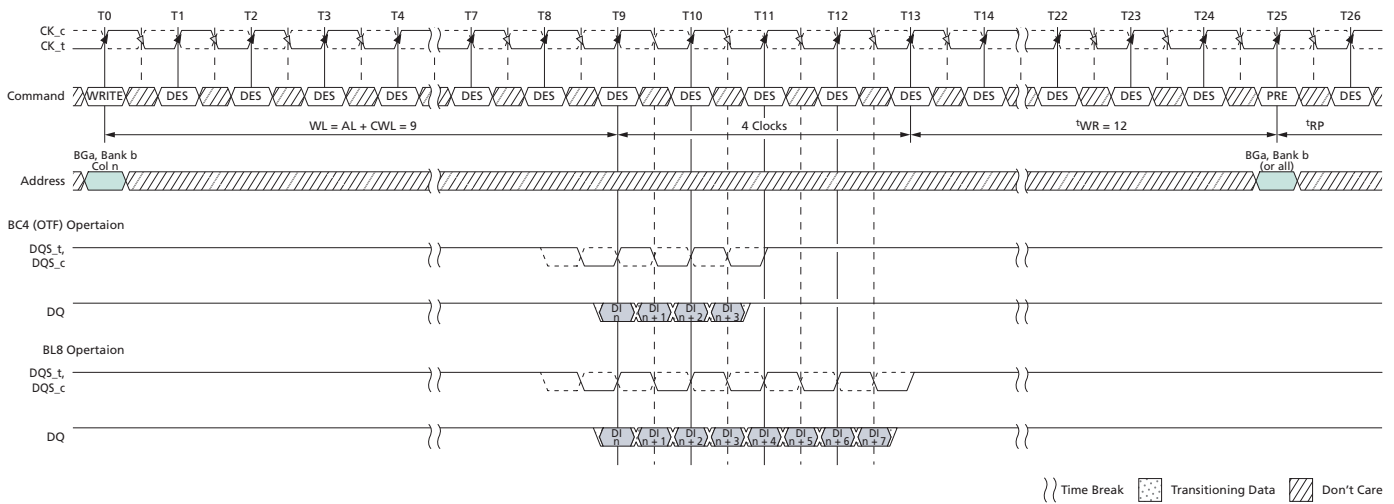 T0 T1 T2 T3 T4 T7 T8 T9 T10 T11 T12 T13 T14 T22 T23 T24 T25 T26
CK_c
CK_t
Command WRITE DES DES DES DES DES DES DES DES DES DES DES DES DES DES DES PRE DES
WL = AL + CWL = 9 4 Clocks tWR = 12 tRP
BGa, Bank b
Col n
BGa, Bank b
(or all)
Address
BC4 (OTF) Opertaion
DQS_t,
DQS_c
DQ
DI n
DI n + 1
DI n + 2
DI n + 3
BL8 Opertaion
DQS_t,
DQS_c
DQ
DI n
DI n + 1
DI n + 2
DI n + 3
DI n + 4
DI n + 5
DI n + 6
DI n + 7
Time Break Transitioning Data Don't Care